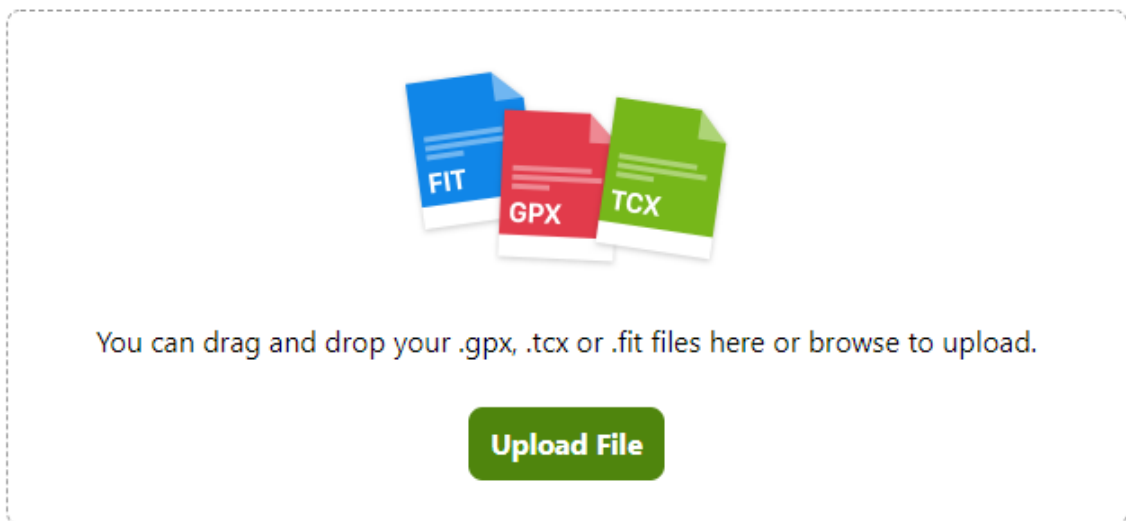 FIT
GPX
TCX
You can drag and drop your .gpx, .tcx or .fit files here or browse to upload.
Upload File